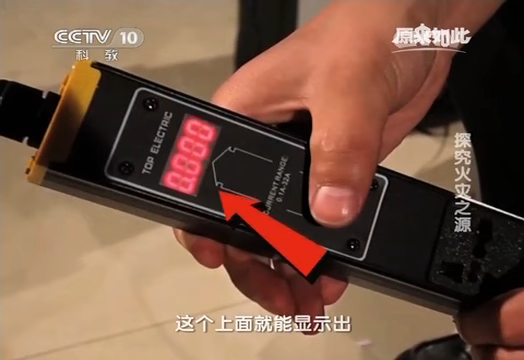 CCTV 10
科教
原来如此
探究火灾之源
TOP ELECTRIC
0.000
CURRENT RANGE:
0.1A-32A
这个上面就能显示出